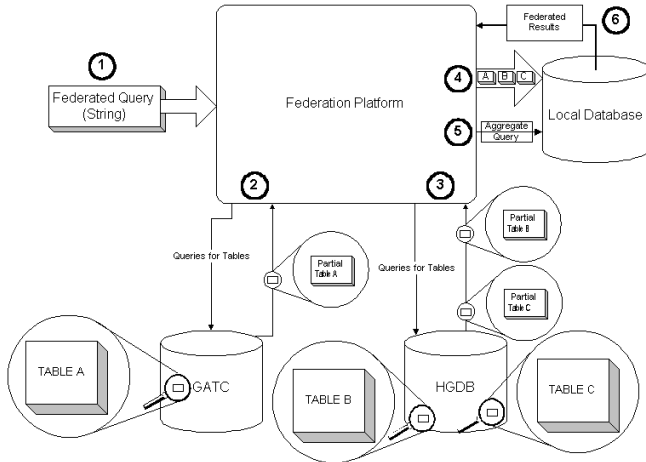 1
Federated Query
(String)
Federation Platform
Federated
Results
6
4
A B C
5
Aggregate
Query
Local Database
2
3
Queries for Tables
Partial
Table A
Queries for Tables
Partial
Table B
Partial
Table C
TABLE A
GATC
TABLE B
HGDB
TABLE C